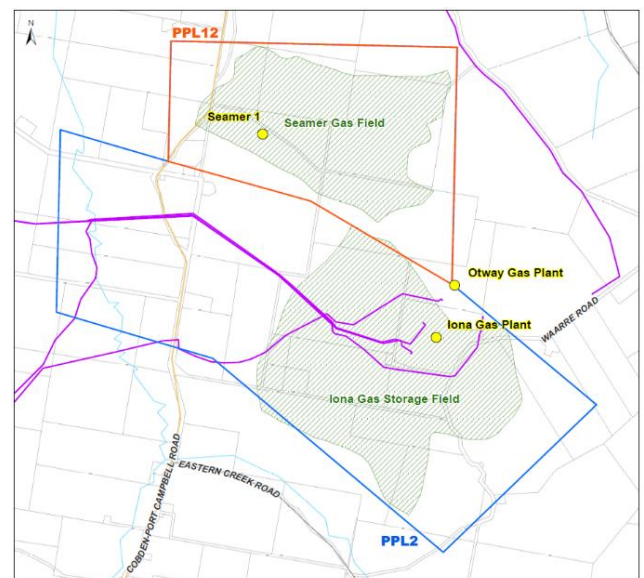 N
PPL12
Seamer 1
Seamer Gas Field
Otway Gas Plant
Iona Gas Plant
WAARRE ROAD
Iona Gas Storage Field
EASTERN CREEK ROAD
COBDEN-PORT CAMPBELL ROAD
PPL2